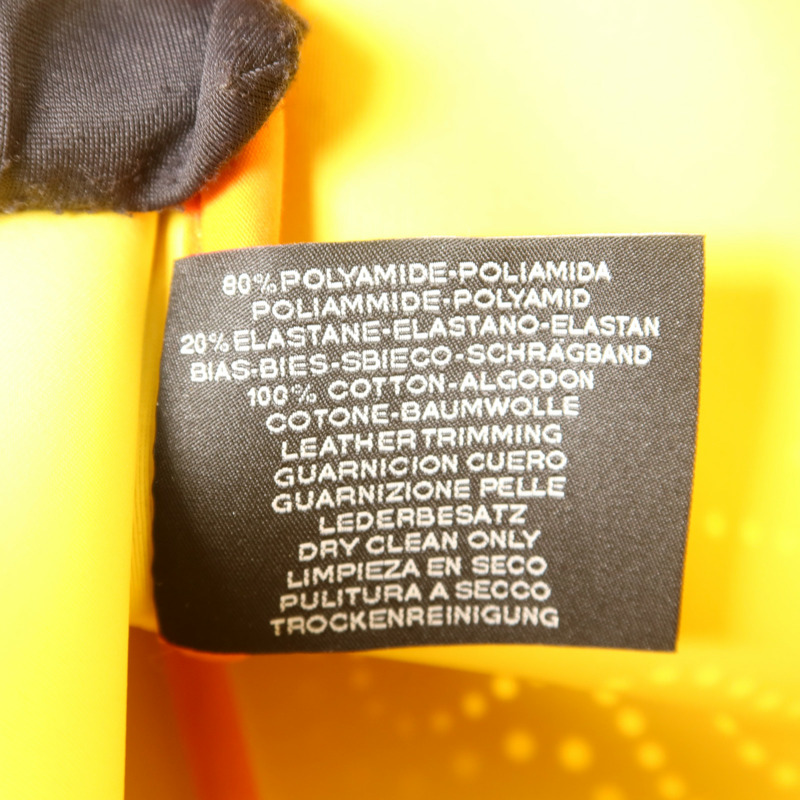 80% POLYAMIDE-POLIAMIDA
POLIAMMIDE-POLYAMID
20% ELASTANE-ELASTANO-ELASTAN
BIAS-BIES-SBIECO-SCHRÄGBAND
100% COTTON-ALGODON
COTONE-BAUMWOLLE
LEATHER TRIMMING
GUARNICION CUERO
GUARNIZIONE PELLE
LEDERBESATZ
DRY CLEAN ONLY
LIMPIEZA EN SECO
PULITURA A SECCO
TROCKENREINIGUNG